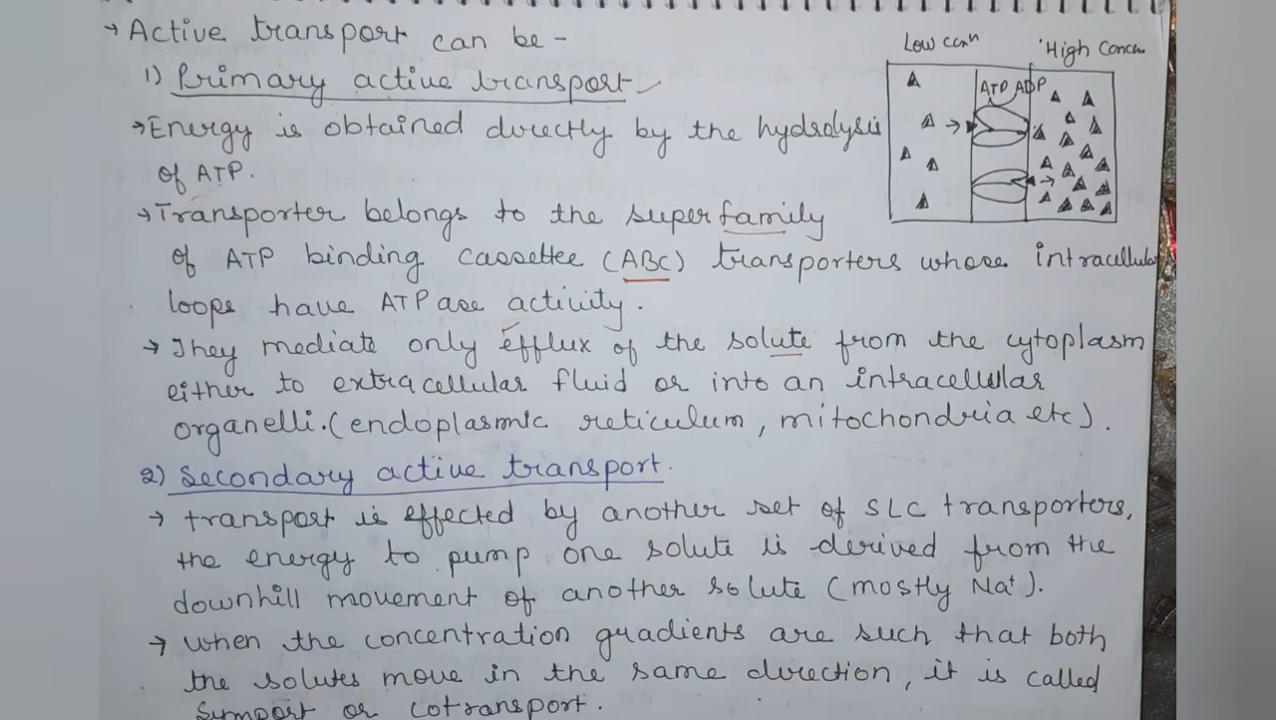 → Active transport can be -
Low ccnⁿ
High Concn
1) Primary active transport
ATP ADP
→ Energy is obtained directly by the hydrolysis
of ATP.
→ Transporter belongs to the super family
of ATP binding cassettee (ABC) transporters whose intracellular
loops have ATPase activity.
→ They mediate only efflux of the solute from the cytoplasm
either to extracellular fluid or into an intracellular
organelli. (endoplasmic reticulum, mitochondria etc).
2) Secondary active transport.
→ transport is effected by another set of SLC transporters,
the energy to pump one solute is derived from the
downhill movement of another solute (mostly Na⁺).
→ when the concentration gradients are such that both
the solutes move in the same direction, it is called
Symport or cotransport.